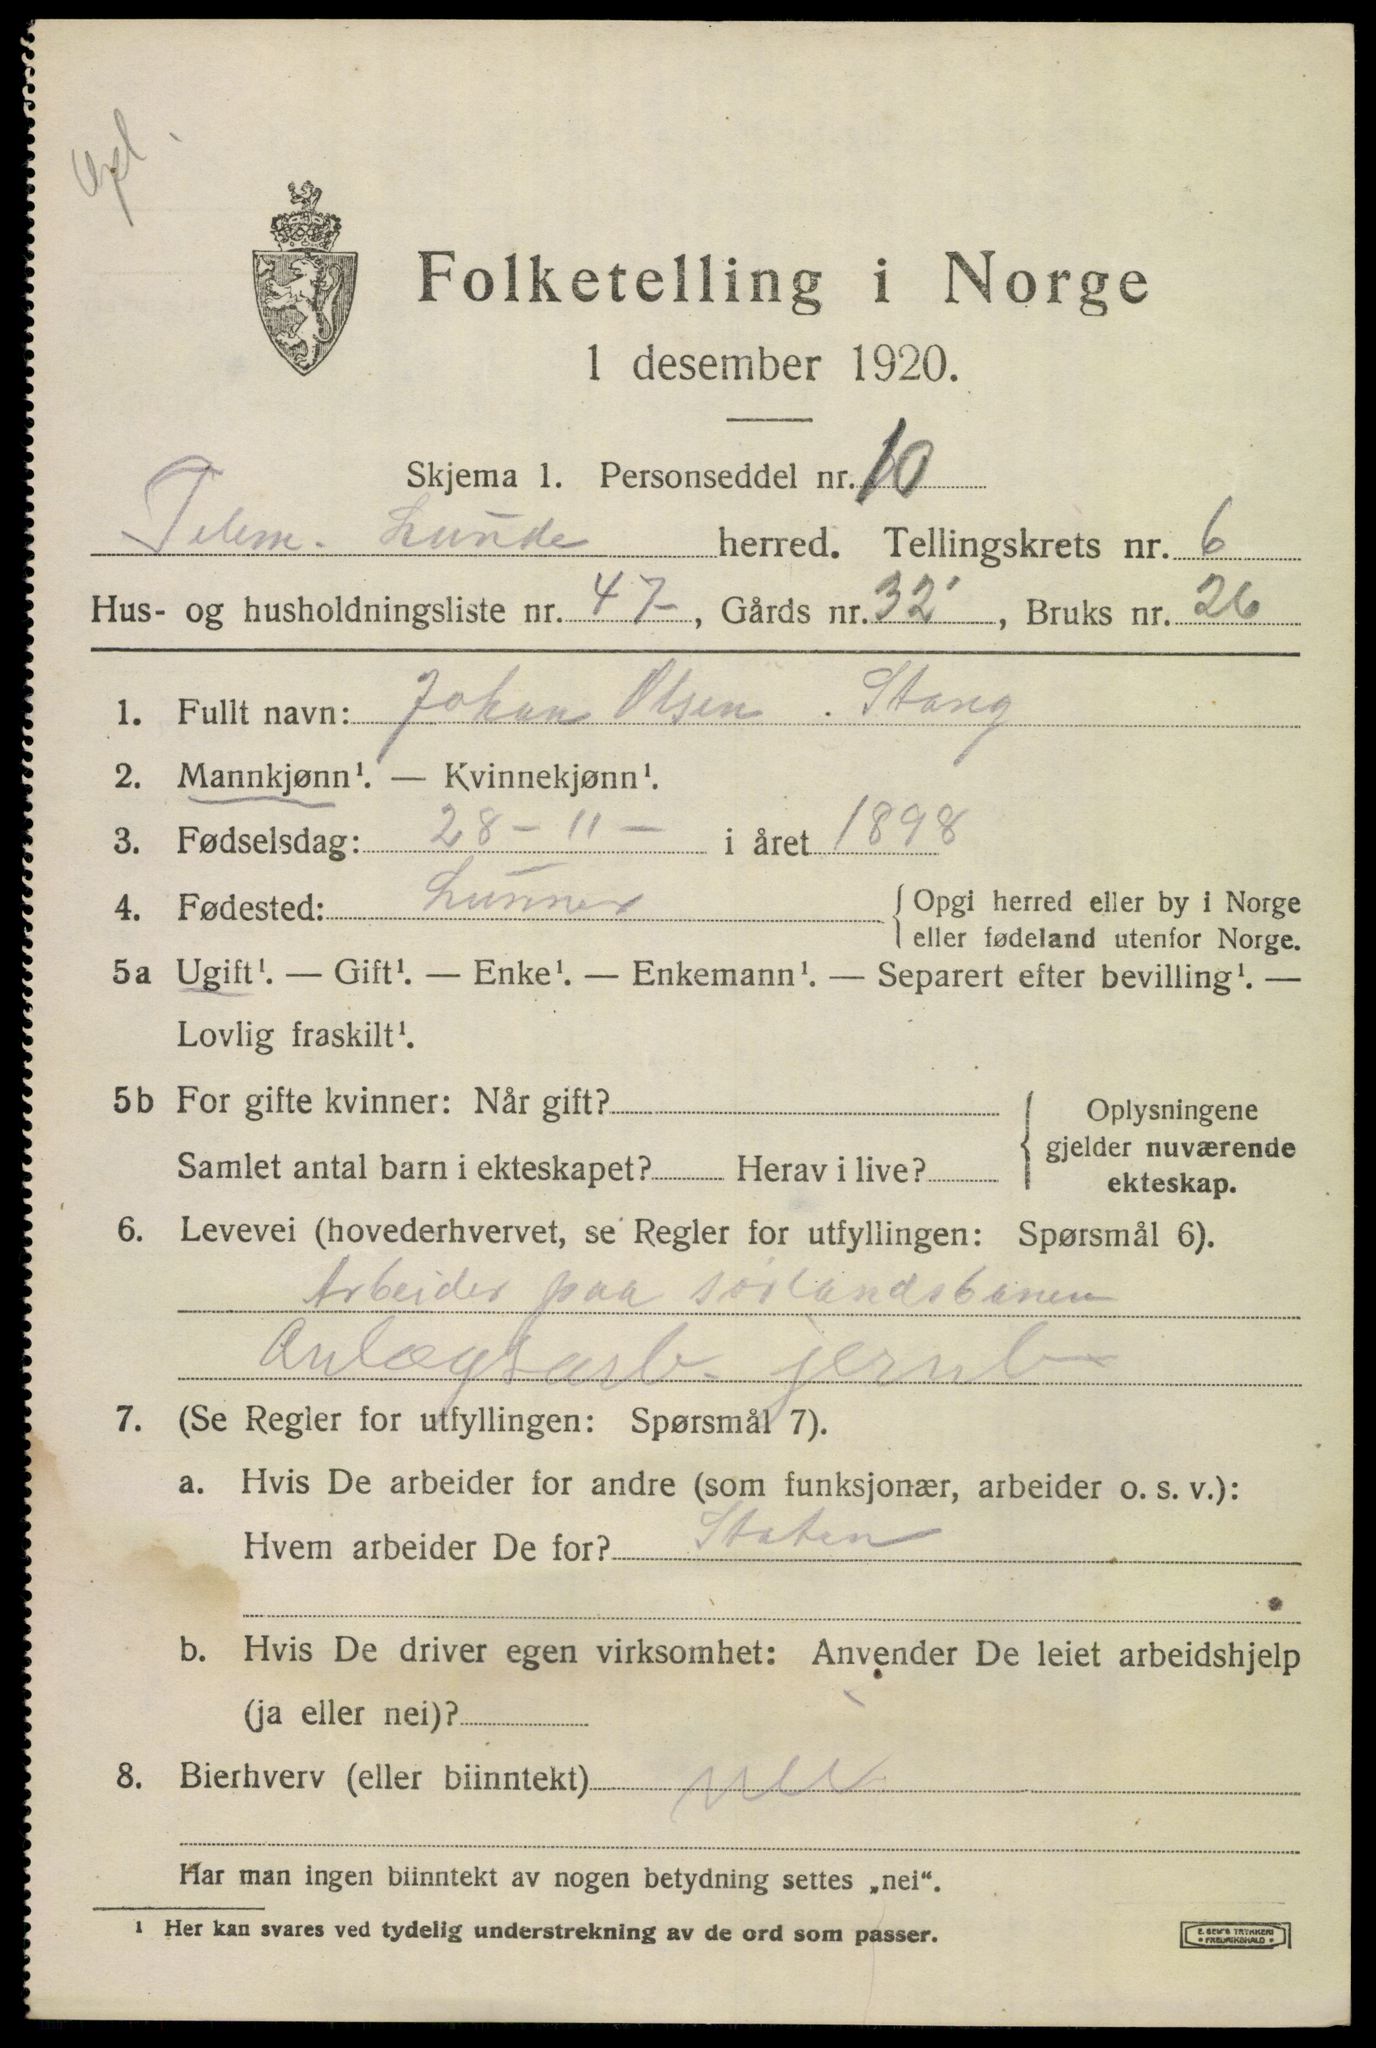 Folketelling i Norge
1 desember 1920.
Skjema 1. Personseddel nr. 10
Telem. Lunde herred. Tellingskrets nr. 6
Hus- og husholdningsliste nr. 47-, Gårds nr. 32, Bruks nr. 26
1. Fullt navn: Johan Olsen. Stang
2. Mannkjønn¹. — Kvinnekjønn¹.
3. Fødselsdag: 28 - 11 - i året 1898
4. Fødested: Lunner { Opgi herred eller by i Norge
eller fødeland utenfor Norge.
5a Ugift¹. — Gift¹. — Enke¹. — Enkemann¹. — Separert efter bevilling¹. —
Lovlig fraskilt¹.
5b For gifte kvinner: Når gift? { Oplysningene
gjelder nuværende
Samlet antal barn i ekteskapet? Herav i live?
ekteskap.
6. Levevei (hovederhvervet, se Regler for utfyllingen: Spørsmål 6).
Arbeider paa sørlandsbanen
Anlægsarb. jernb
7. (Se Regler for utfyllingen: Spørsmål 7).
a. Hvis De arbeider for andre (som funksjonær, arbeider o. s. v.):
Hvem arbeider De for? Staten
b. Hvis De driver egen virksomhet: Anvender De leiet arbeidshjelp
(ja eller nei)?
8. Bierhverv (eller biinntekt) nei
Har man ingen biinntekt av nogen betydning settes „nei“.
¹ Her kan svares ved tydelig understrekning av de ord som passer.
E. SEM'S TRYKKERI
• FREDRIKSHALD •